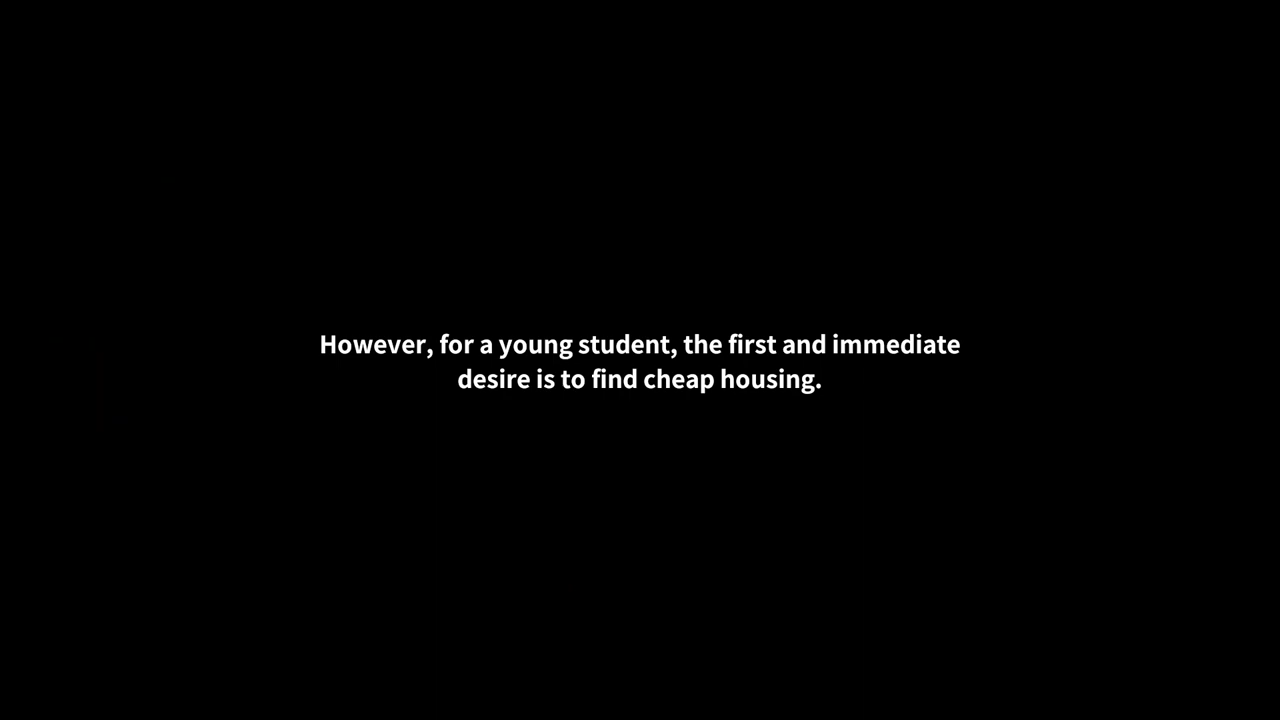 However, for a young student, the first and immediate
desire is to find cheap housing.